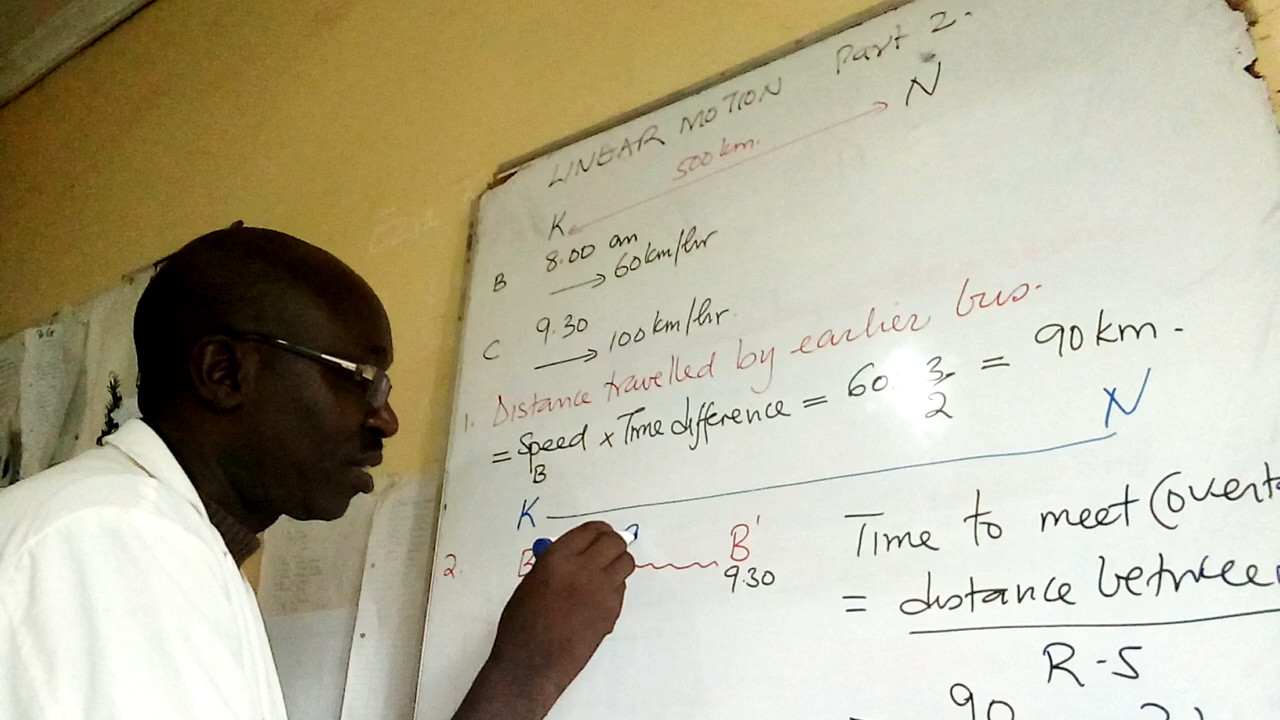 LINEAR MOTION Part 2.
K 500 km. N
B 8.00 am → 60 km/hr
C 9.30 → 100 km/hr
1. Distance travelled by earlier bus.
= Speed B × Time difference = 60 · 3/2 = 90 km.
K N
2. B B' 9.30
Time to meet (overt
= distance between
R - S
90